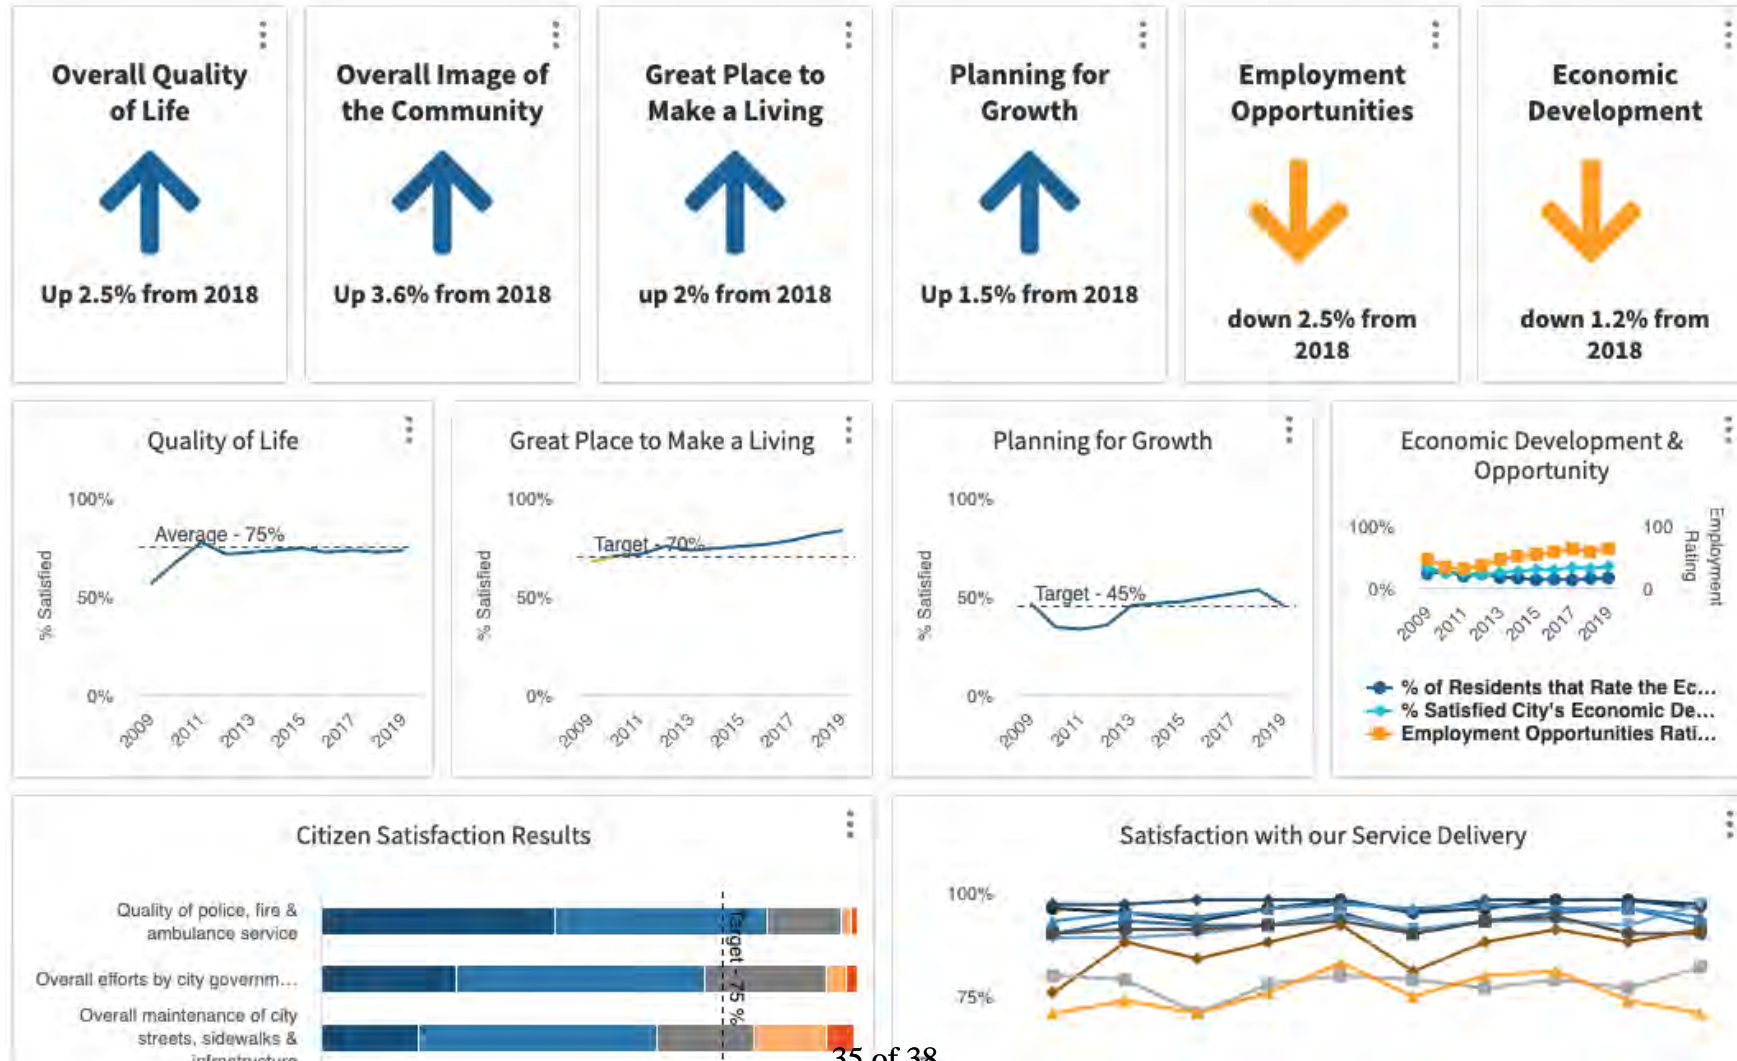 Overall Quality
of Life
Up 2.5% from 2018
Overall Image of
the Community
Up 3.6% from 2018
Great Place to
Make a Living
up 2% from 2018
Planning for
Growth
Up 1.5% from 2018
Employment
Opportunities
down 2.5% from
2018
Economic
Development
down 1.2% from
2018
Quality of Life
% Satisfied
100%
Average - 75%
50%
0%
2009 2011 2013 2015 2017 2019
Great Place to Make a Living
% Satisfied
100%
Target - 70%
50%
0%
2009 2011 2013 2015 2017 2019
Planning for Growth
% Satisfied
100%
Target - 45%
50%
0%
2009 2011 2013 2015 2017 2019
Economic Development &
Opportunity
100% 100
0% 0
Employment
Rating
2009 2011 2013 2015 2017 2019
% of Residents that Rate the Ec...
% Satisfied City's Economic De...
Employment Opportunities Rati...
Citizen Satisfaction Results
Quality of police, fire &
ambulance service
Overall efforts by city governm...
Overall maintenance of city
streets, sidewalks &
infrastructure
Target - 75 %
Satisfaction with our Service Delivery
100%
75%
35 of 38